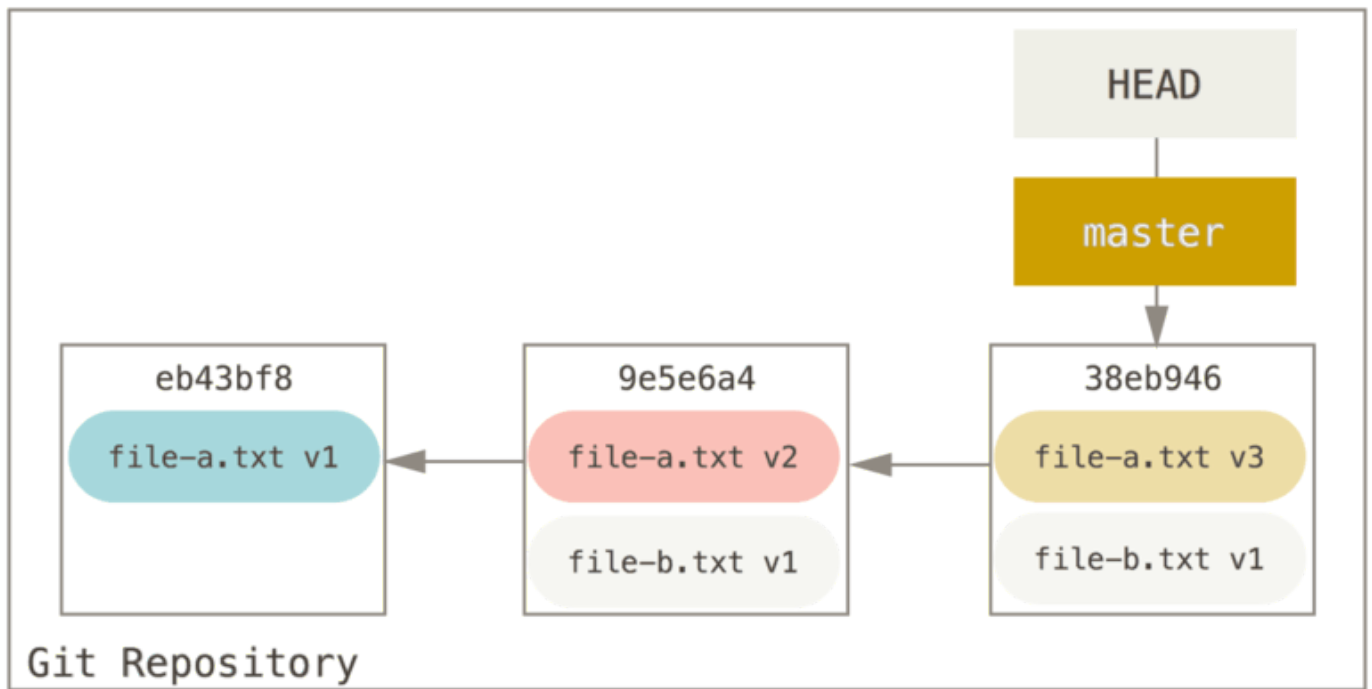 HEAD
master
eb43bf8
file-a.txt v1
9e5e6a4
file-a.txt v2
file-b.txt v1
38eb946
file-a.txt v3
file-b.txt v1
Git Repository